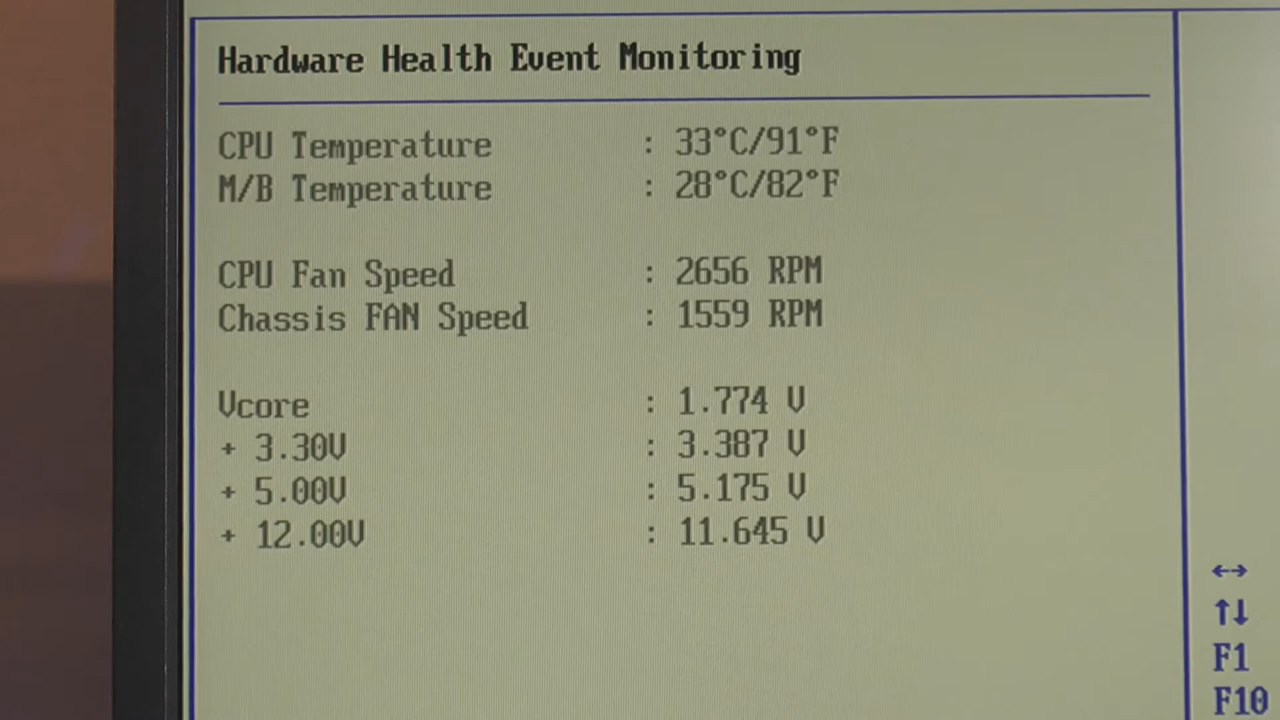 Hardware Health Event Monitoring
CPU Temperature : 33°C/91°F
M/B Temperature : 28°C/82°F
CPU Fan Speed : 2656 RPM
Chassis FAN Speed : 1559 RPM
Vcore : 1.774 V
+ 3.30V : 3.387 V
+ 5.00V : 5.175 V
+ 12.00V : 11.645 V
↔
↑↓
F1
F10